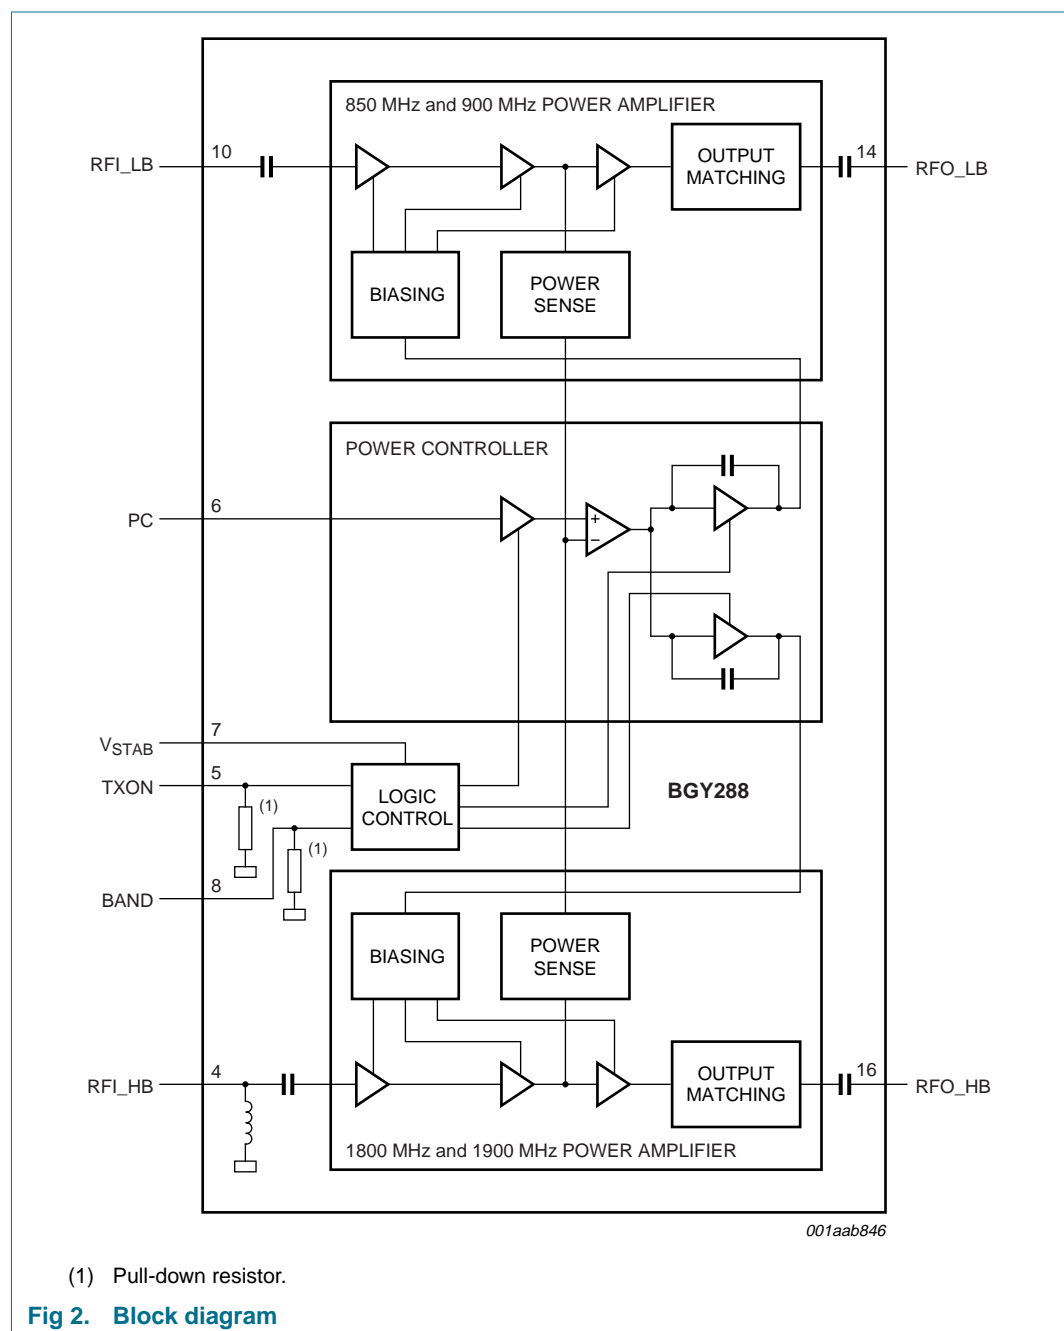 850 MHz and 900 MHz POWER AMPLIFIER
RFI_LB
10
OUTPUT
MATCHING
14
RFO_LB
BIASING
POWER
SENSE
POWER CONTROLLER
PC
6
+
−
VSTAB
7
TXON
5
(1)
LOGIC
CONTROL
BGY288
(1)
BAND
8
BIASING
POWER
SENSE
RFI_HB
4
OUTPUT
MATCHING
16
RFO_HB
1800 MHz and 1900 MHz POWER AMPLIFIER
001aab846
(1) Pull-down resistor.
Fig 2. Block diagram